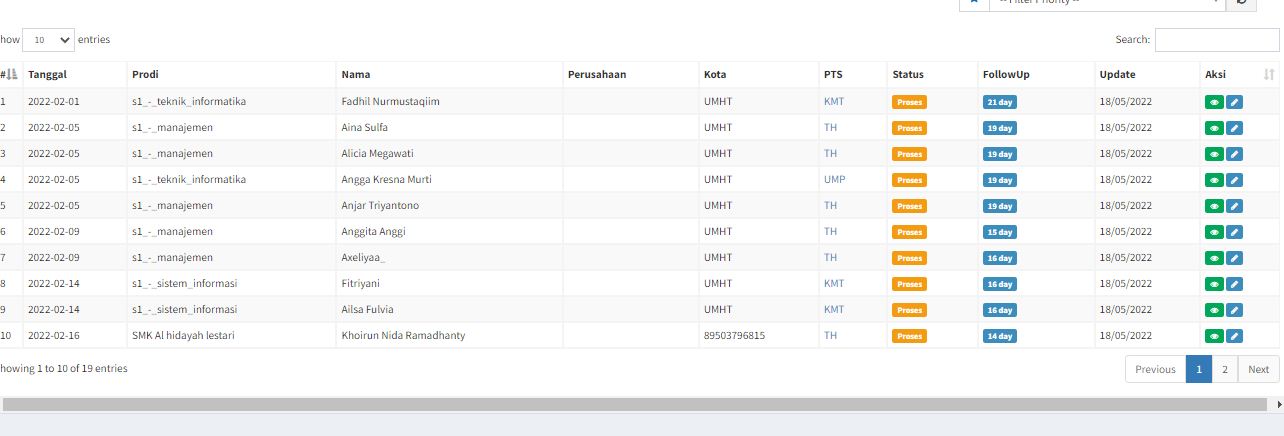 -- Filter Priority --
how 10 entries
Search:
# Tanggal Prodi Nama Perusahaan Kota PTS Status FollowUp Update Aksi
1 2022-02-01 s1_-_teknik_informatika Fadhil Nurmustaqiim UMHT KMT Proses 21 day 18/05/2022
2 2022-02-05 s1_-_manajemen Aina Sulfa UMHT TH Proses 19 day 18/05/2022
3 2022-02-05 s1_-_manajemen Alicia Megawati UMHT TH Proses 19 day 18/05/2022
4 2022-02-05 s1_-_teknik_informatika Angga Kresna Murti UMHT UMP Proses 19 day 18/05/2022
5 2022-02-05 s1_-_manajemen Anjar Triyantono UMHT TH Proses 19 day 18/05/2022
6 2022-02-09 s1_-_manajemen Anggita Anggi UMHT TH Proses 15 day 18/05/2022
7 2022-02-09 s1_-_manajemen Axeliyaa_ UMHT TH Proses 16 day 18/05/2022
8 2022-02-14 s1_-_sistem_informasi Fitriyani UMHT KMT Proses 16 day 18/05/2022
9 2022-02-14 s1_-_sistem_informasi Ailsa Fulvia UMHT KMT Proses 16 day 18/05/2022
10 2022-02-16 SMK Al hidayah lestari Khoirun Nida Ramadhanty 89503796815 TH Proses 14 day 18/05/2022
howing 1 to 10 of 19 entries
Previous 1 2 Next